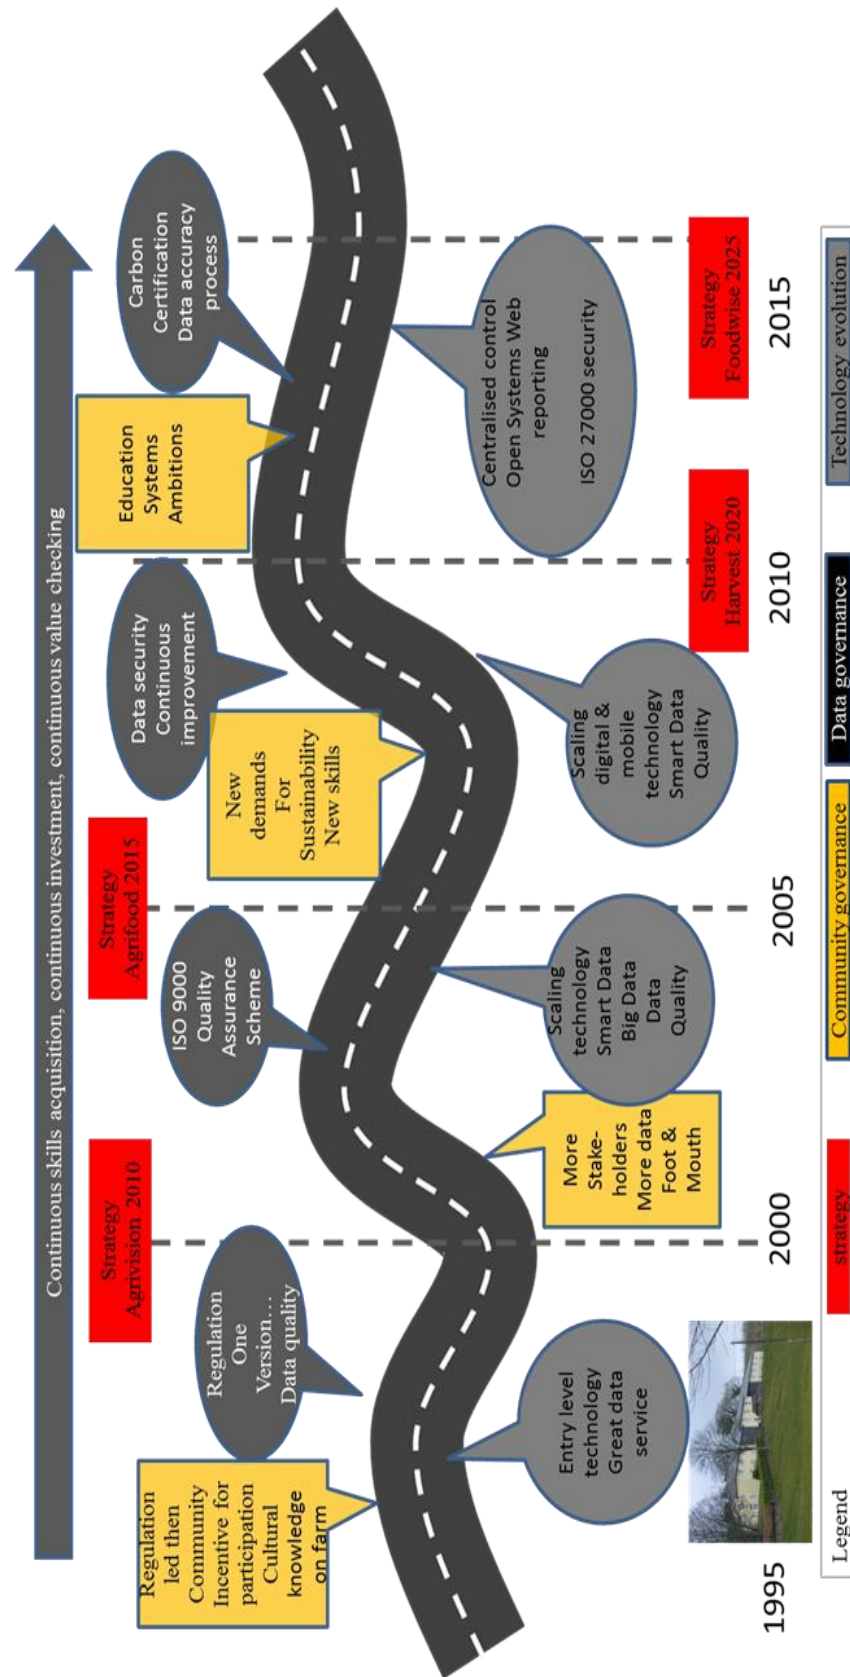 Continuous skills acquisition, continuous investment, continuous value checking
Strategy
Agrivision 2010
Strategy
Agrifood 2015
Regulation
led then
Community
Incentive for
participation
Cultural
knowledge
on farm
Regulation
One
Version…
Data quality
ISO 9000
Quality
Assurance
Scheme
New
demands
For
Sustainability
New skills
Data security
Continuous
improvement
Education
Systems
Ambitions
Carbon
Certification
Data accuracy
process
Entry level
technology
Great data
service
More
Stake-
holders
More data
Foot &
Mouth
Scaling
technology
Smart Data
Big Data
Data
Quality
Scaling
digital &
mobile
technology
Smart Data
Quality
Centralised control
Open Systems Web
reporting
ISO 27000 security
Strategy
Harvest 2020
Strategy
Foodwise 2025
1995
2000
2005
2010
2015
Legend
strategy
Community governance
Data governance
Technology evolution